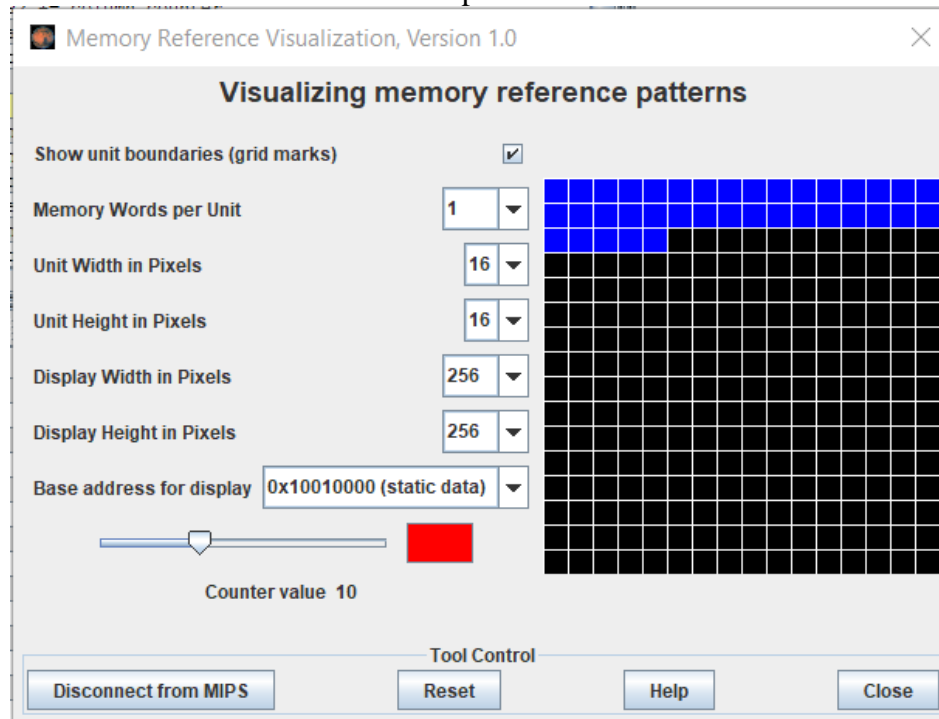 Memory Reference Visualization, Version 1.0
Visualizing memory reference patterns
Show unit boundaries (grid marks)
Memory Words per Unit 1
Unit Width in Pixels 16
Unit Height in Pixels 16
Display Width in Pixels 256
Display Height in Pixels 256
Base address for display 0x10010000 (static data)
Counter value 10
Tool Control
Disconnect from MIPS Reset Help Close